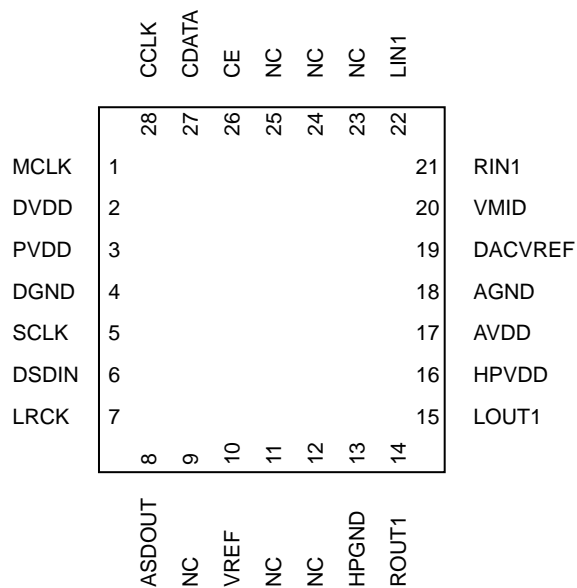 CCLK CDATA CE NC NC NC LIN1
28 27 26 25 24 23 22
MCLK 1 21 RIN1
DVDD 2 20 VMID
PVDD 3 19 DACVREF
DGND 4 18 AGND
SCLK 5 17 AVDD
DSDIN 6 16 HPVDD
LRCK 7 15 LOUT1
8 9 10 11 12 13 14
ASDOUT NC VREF NC NC HPGND ROUT1